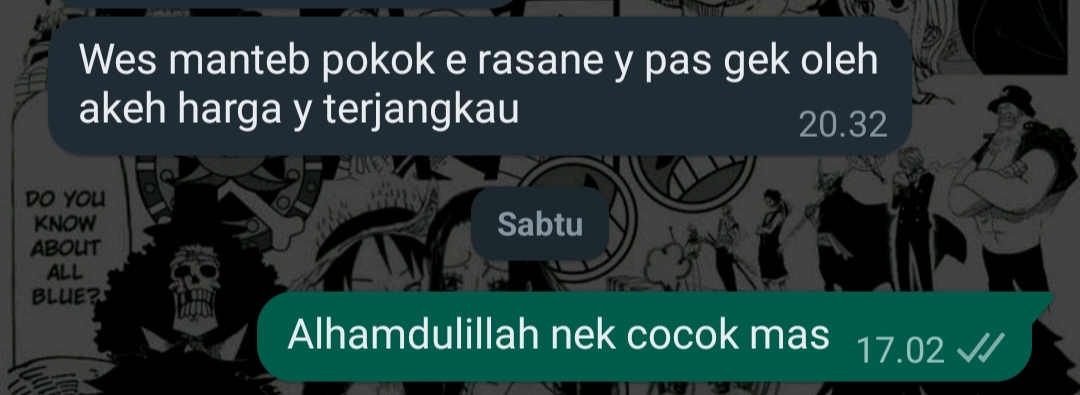 Wes manteb pokok e rasane y pas gek oleh
akeh harga y terjangkau
20.32
DO YOU
KNOW
ABOUT
ALL
BLUE?
Sabtu
Alhamdulillah nek cocok mas
17.02